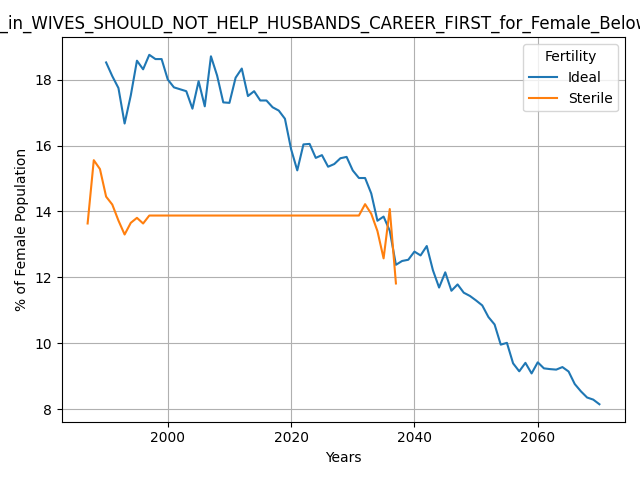 _in_WIVES_SHOULD_NOT_HELP_HUSBANDS_CAREER_FIRST_for_Female_Below
Fertility
Ideal
Sterile
% of Female Population
18
16
14
12
10
8
2000 2020 2040 2060
Years